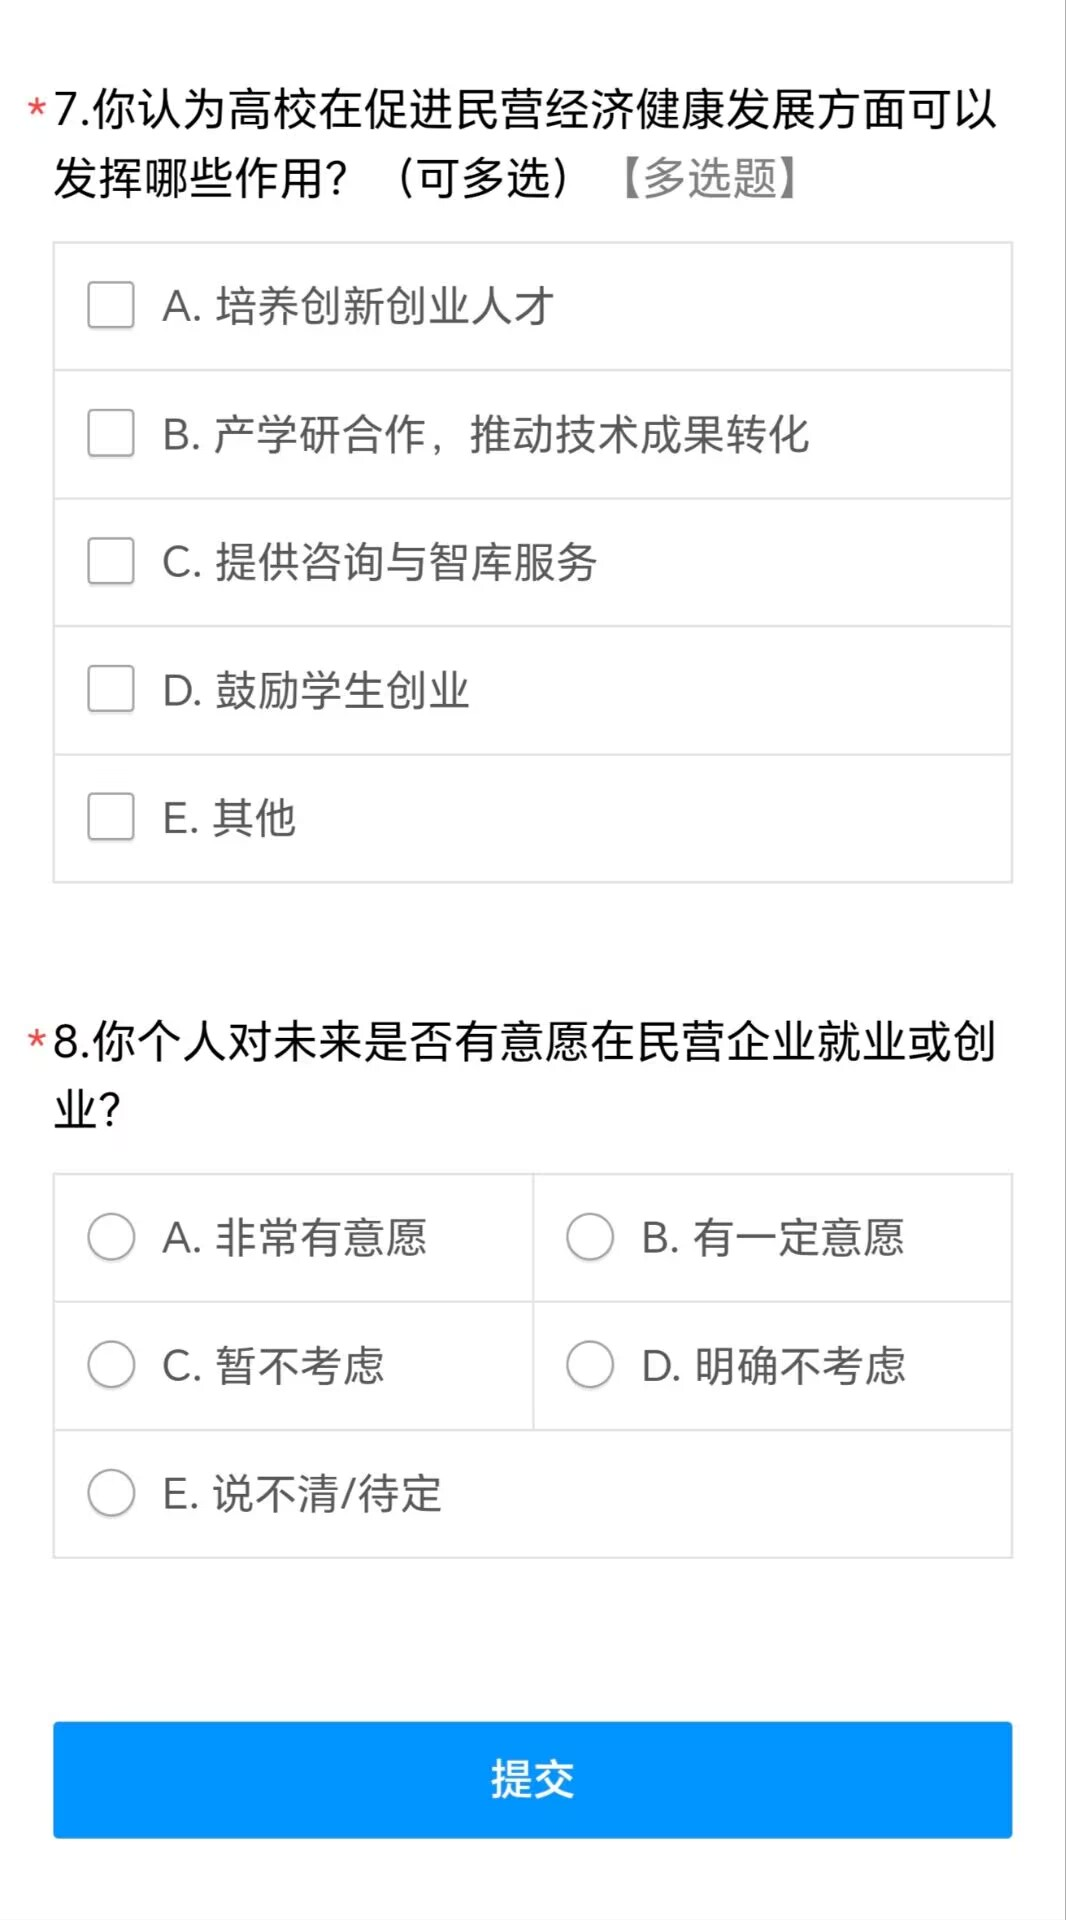 *7.你认为高校在促进民营经济健康发展方面可以
发挥哪些作用？（可多选）【多选题】
A. 培养创新创业人才
B. 产学研合作，推动技术成果转化
C. 提供咨询与智库服务
D. 鼓励学生创业
E. 其他
*8.你个人对未来是否有意愿在民营企业就业或创
业？
A. 非常有意愿
B. 有一定意愿
C. 暂不考虑
D. 明确不考虑
E. 说不清/待定
提交